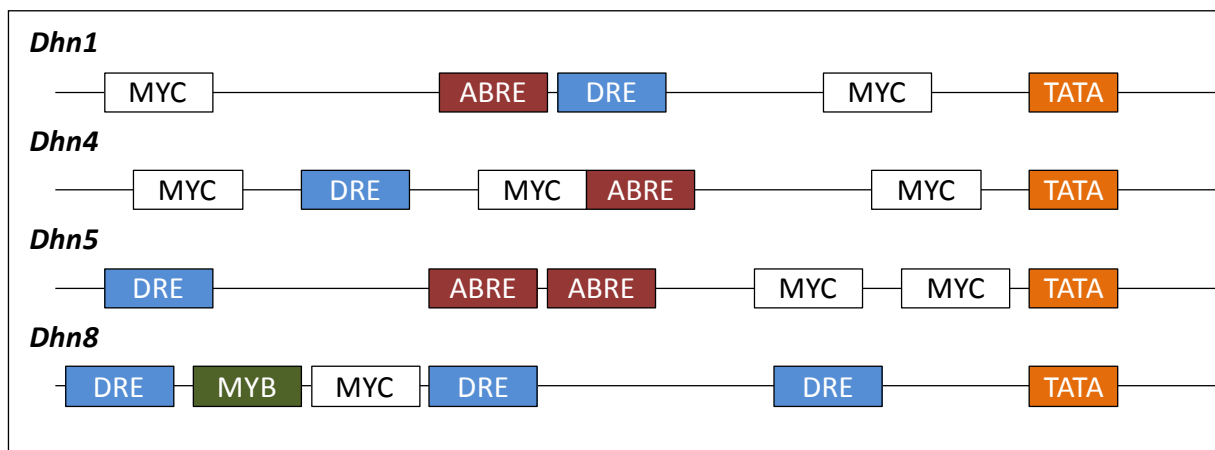 Dhn1
MYC ABRE DRE MYC TATA
Dhn4
MYC DRE MYC ABRE MYC TATA
Dhn5
DRE ABRE ABRE MYC MYC TATA
Dhn8
DRE MYB MYC DRE DRE TATA